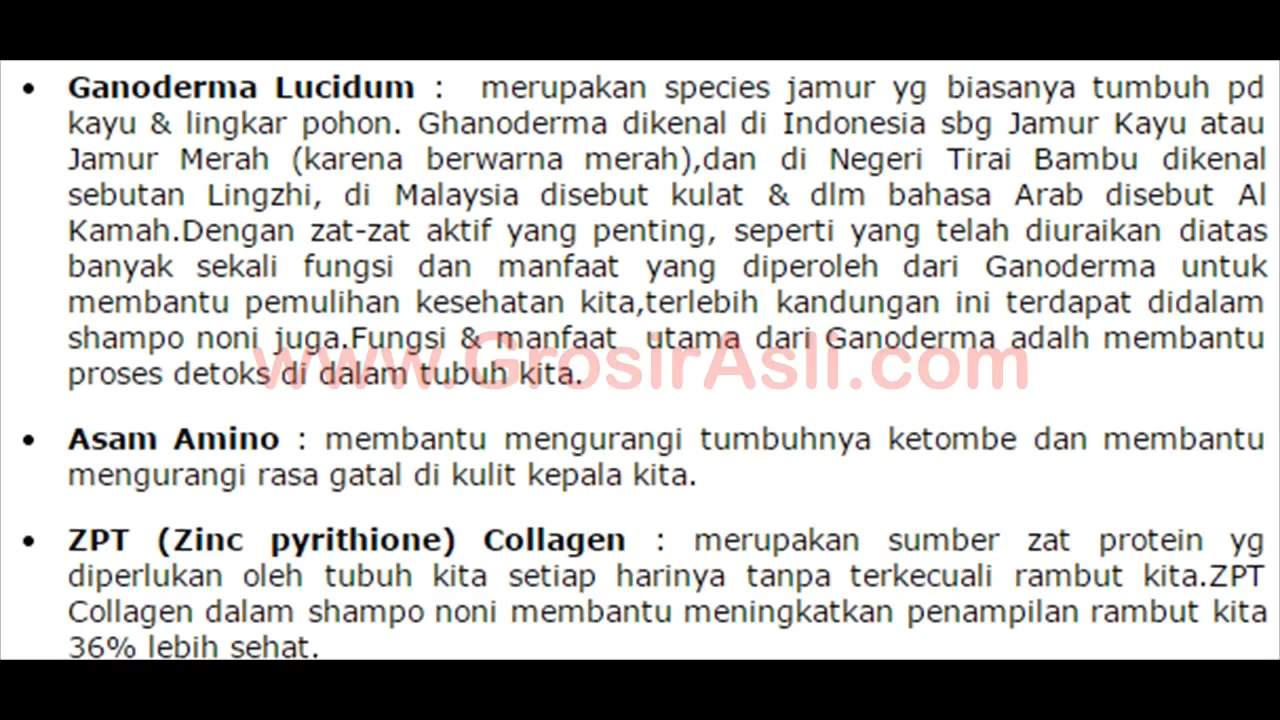 • Ganoderma Lucidum :  merupakan species jamur yg biasanya tumbuh pd
kayu & lingkar pohon. Ghanoderma dikenal di Indonesia sbg Jamur Kayu atau
Jamur Merah (karena berwarna merah),dan di Negeri Tirai Bambu dikenal
sebutan Lingzhi, di Malaysia disebut kulat & dlm bahasa Arab disebut Al
Kamah.Dengan zat-zat aktif yang penting, seperti yang telah diuraikan diatas
banyak sekali fungsi dan manfaat yang diperoleh dari Ganoderma untuk
membantu pemulihan kesehatan kita,terlebih kandungan ini terdapat didalam
shampo noni juga.Fungsi & manfaat  utama dari Ganoderma adalh membantu
proses detoks di dalam tubuh kita.
www.GrosirAsli.com
• Asam Amino : membantu mengurangi tumbuhnya ketombe dan membantu
mengurangi rasa gatal di kulit kepala kita.
• ZPT (Zinc pyrithione) Collagen : merupakan sumber zat protein yg
diperlukan oleh tubuh kita setiap harinya tanpa terkecuali rambut kita.ZPT
Collagen dalam shampo noni membantu meningkatkan penampilan rambut kita
36% lebih sehat.